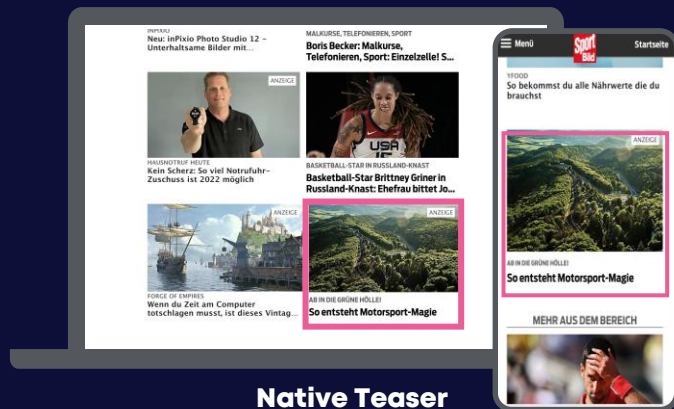 INPIXIO
Neu: inPixio Photo Studio 12 –
Unterhaltsame Bilder mit...
MALKURSE, TELEFONIEREN, SPORT
Boris Becker: Malkurse,
Telefonieren, Sport: Einzelzelle! S...
ANZEIGE
HAUSNOTRUF HEUTE
Kein Scherz: So viel Notrufuhr-
Zuschuss ist 2022 möglich
USA
15
BASKETBALL-STAR IN RUSSLAND-KNAST
Basketball-Star Brittney Griner in
Russland-Knast: Ehefrau bittet Jo...
ANZEIGE
FORGE OF EMPIRES
Wenn du Zeit am Computer
totschlagen musst, ist dieses Vintag...
ANZEIGE
AB IN DIE GRÜNE HÖLLE!
So entsteht Motorsport-Magie
Menü
Sport
Bild
Startseite
YFOOD
So bekommst du alle Nährwerte die du
brauchst
ANZEIGE
AB IN DIE GRÜNE HÖLLE!
So entsteht Motorsport-Magie
MEHR AUS DEM BEREICH
Native Teaser